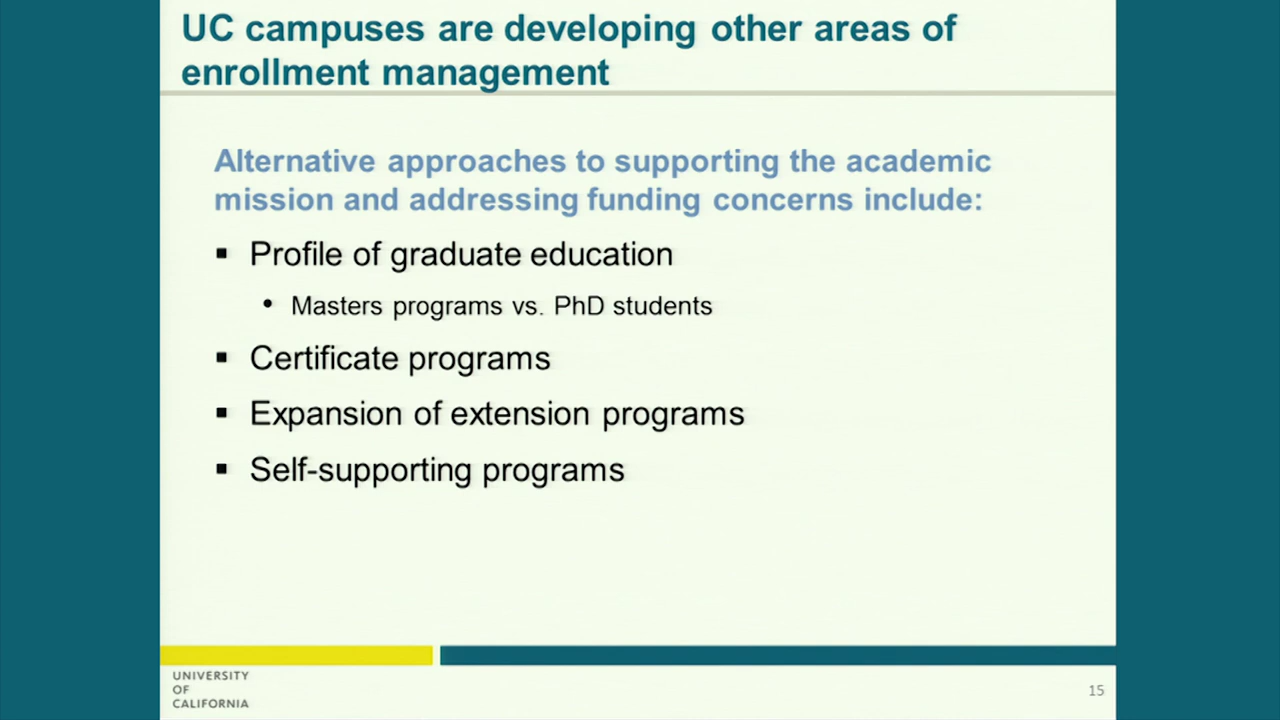 UC campuses are developing other areas of
enrollment management
Alternative approaches to supporting the academic
mission and addressing funding concerns include:
▪ Profile of graduate education
• Masters programs vs. PhD students
▪ Certificate programs
▪ Expansion of extension programs
▪ Self-supporting programs
UNIVERSITY
OF
CALIFORNIA
15